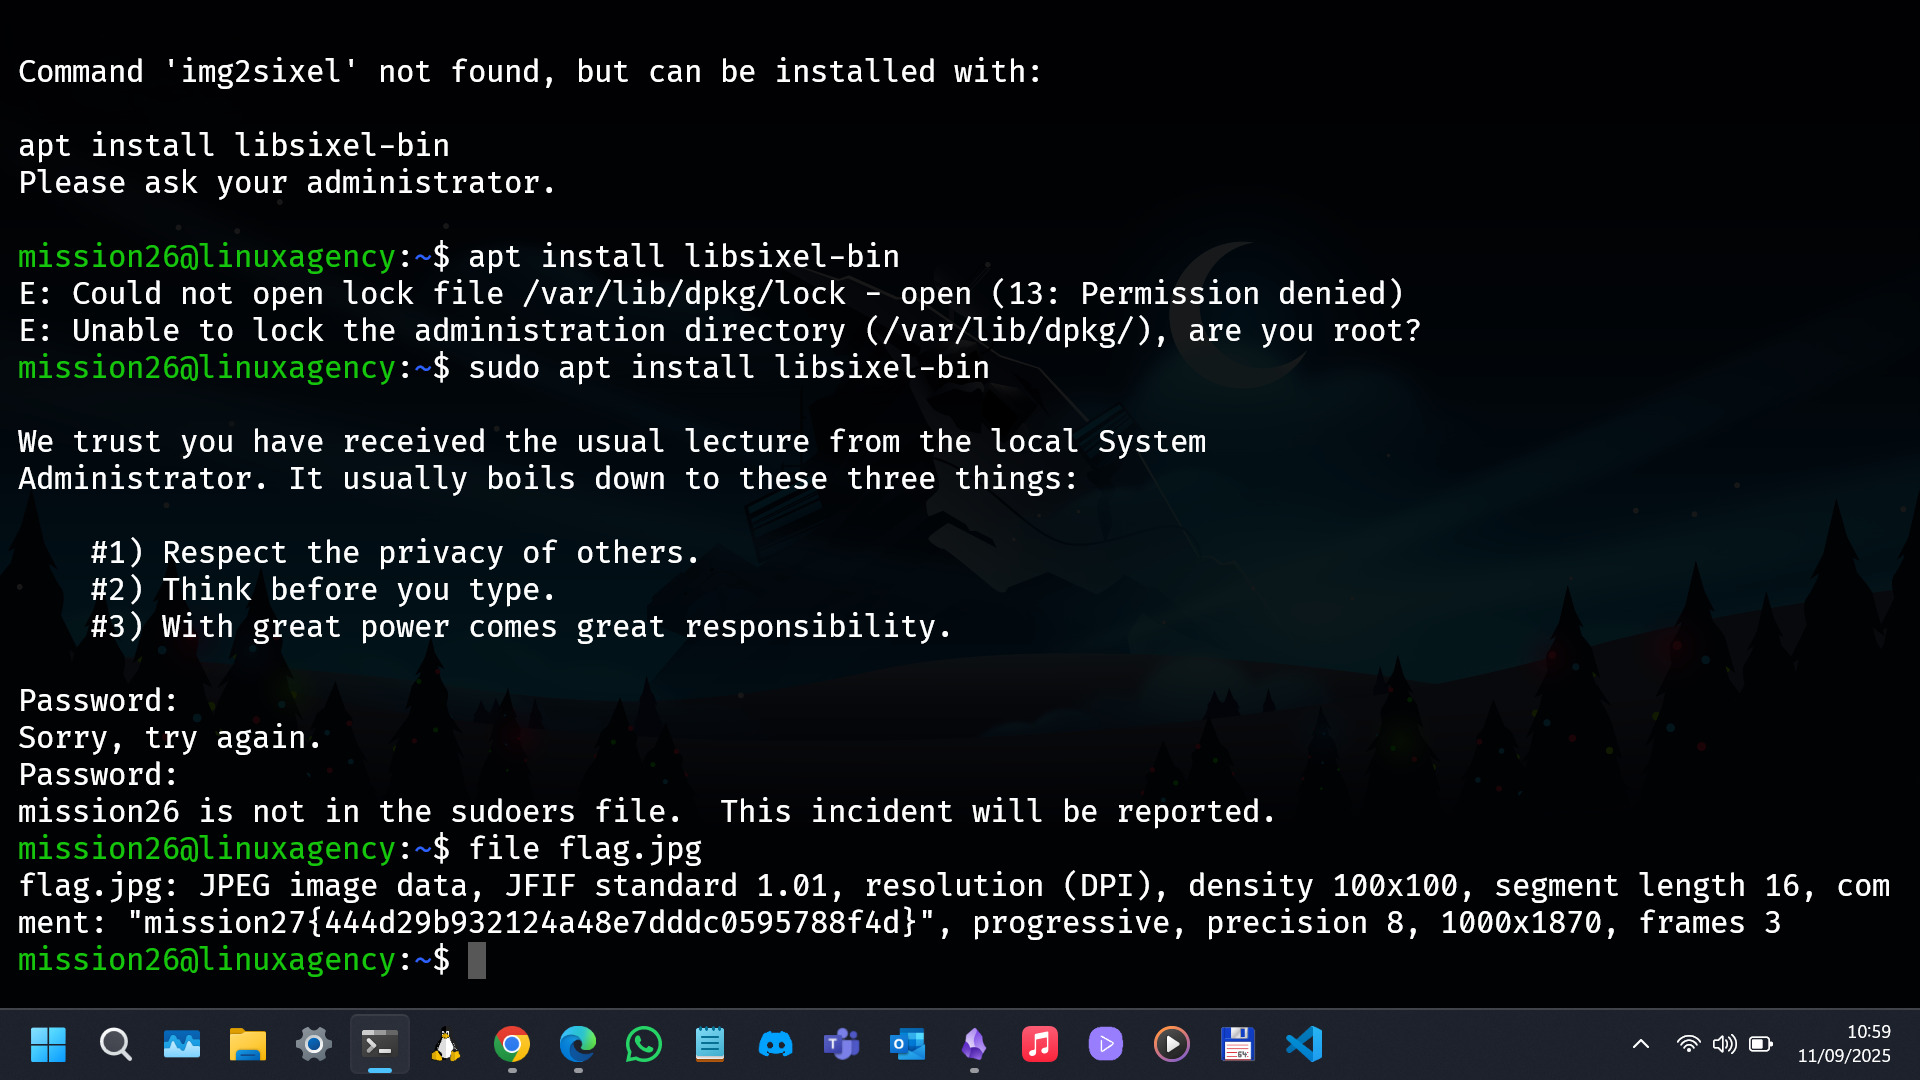 Command 'img2sixel' not found, but can be installed with:
apt install libsixel-bin
Please ask your administrator.
mission26@linuxagency:~$ apt install libsixel-bin
E: Could not open lock file /var/lib/dpkg/lock - open (13: Permission denied)
E: Unable to lock the administration directory (/var/lib/dpkg/), are you root?
mission26@linuxagency:~$ sudo apt install libsixel-bin
We trust you have received the usual lecture from the local System
Administrator. It usually boils down to these three things:
#1) Respect the privacy of others.
#2) Think before you type.
#3) With great power comes great responsibility.
Password:
Sorry, try again.
Password:
mission26 is not in the sudoers file.  This incident will be reported.
mission26@linuxagency:~$ file flag.jpg
flag.jpg: JPEG image data, JFIF standard 1.01, resolution (DPI), density 100x100, segment length 16, com
ment: "mission27{444d29b932124a48e7dddc0595788f4d}", progressive, precision 8, 1000x1870, frames 3
mission26@linuxagency:~$
10:59
11/09/2025